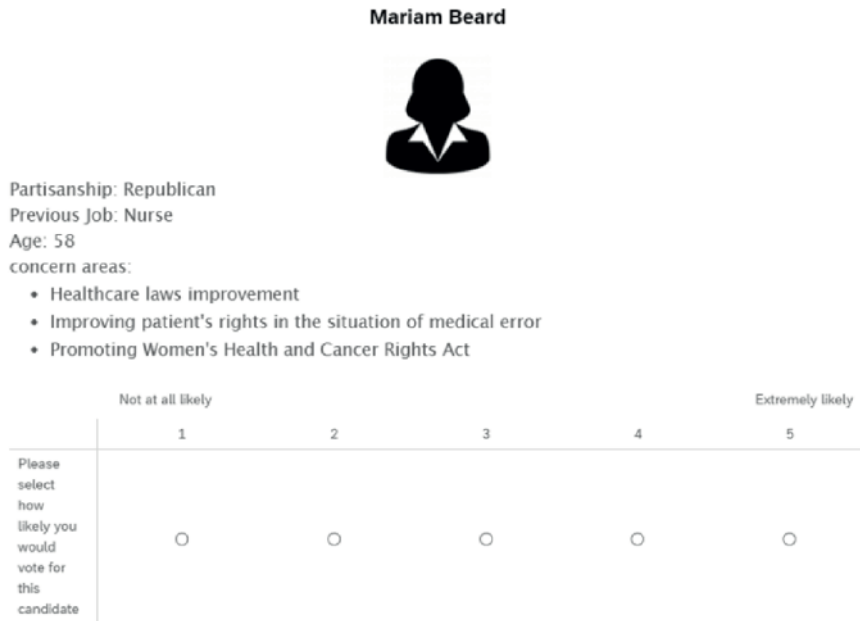 Mariam Beard
Partisanship: Republican
Previous Job: Nurse
Age: 58
concern areas:
• Healthcare laws improvement
• Improving patient's rights in the situation of medical error
• Promoting Women's Health and Cancer Rights Act
Not at all likely Extremely likely
1 2 3 4 5
Please
select
how
likely you
would
vote for
this
candidate